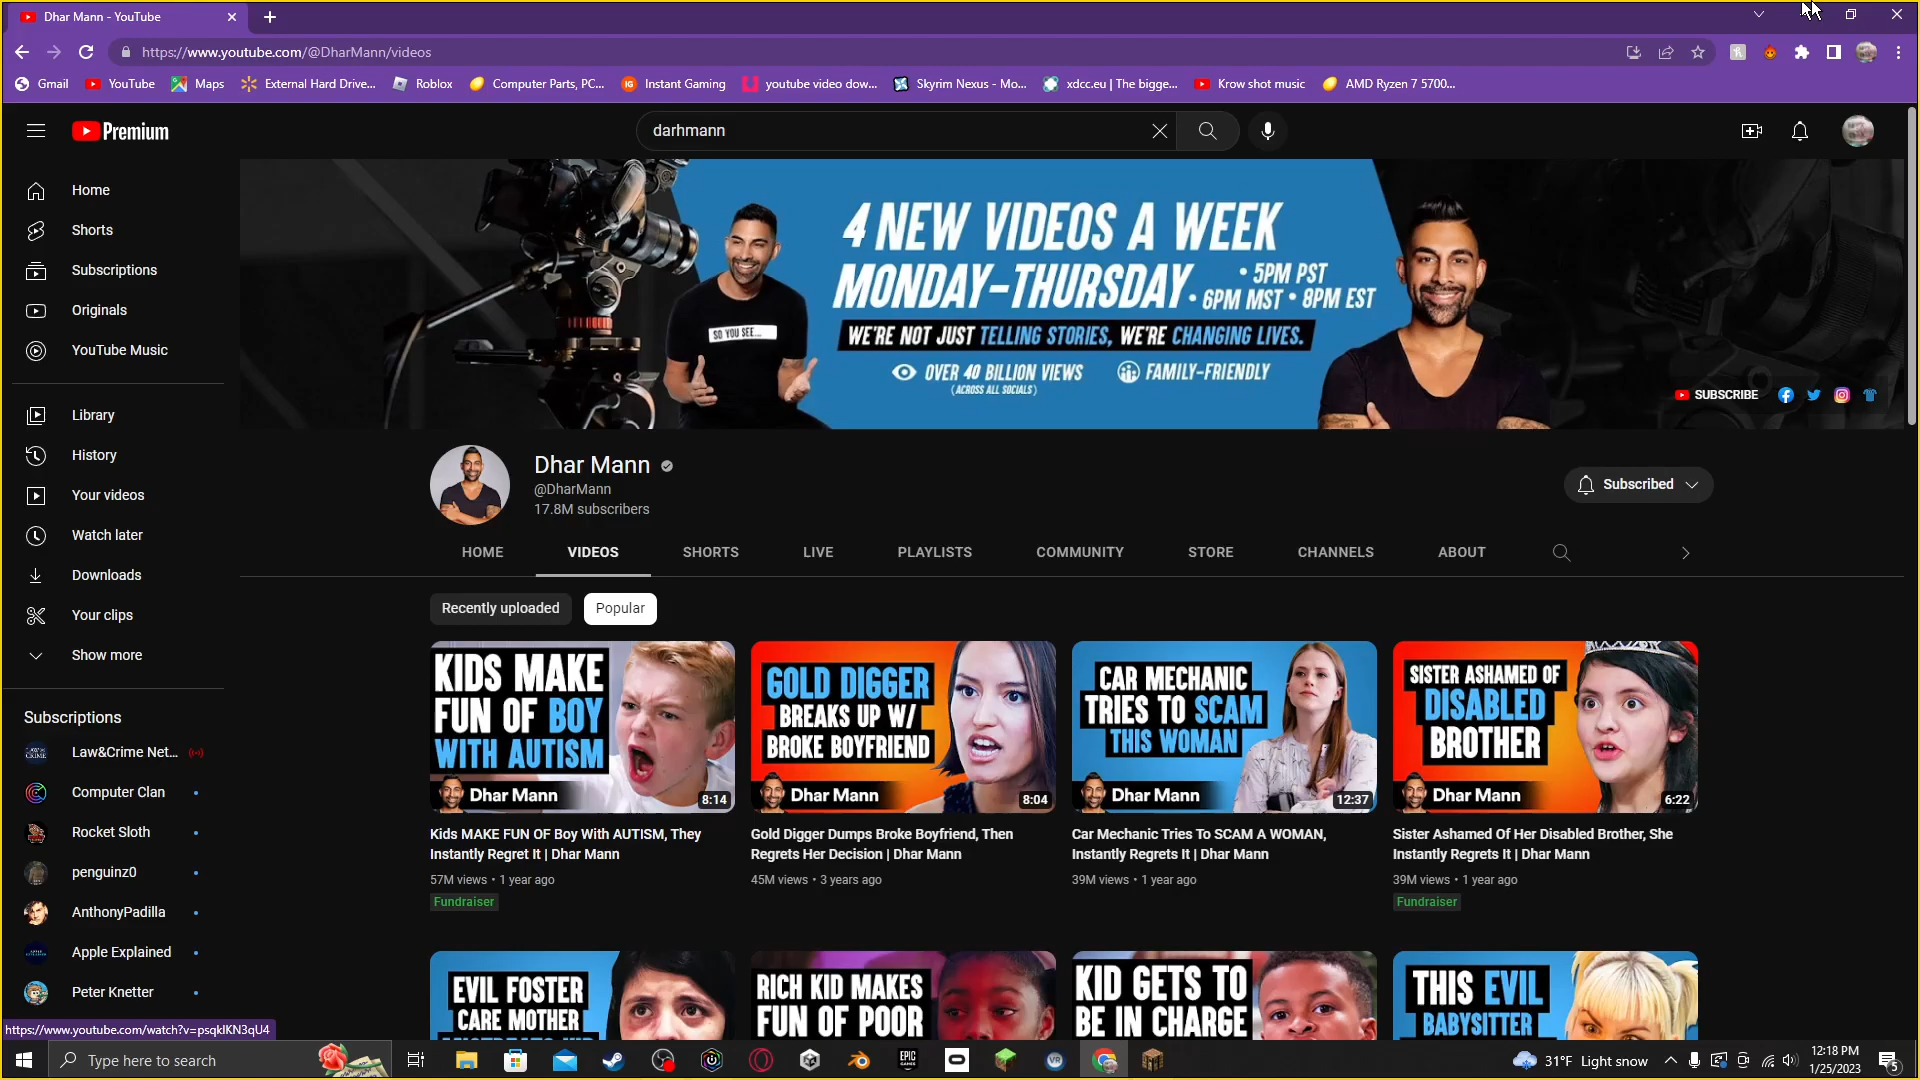 Dhar Mann - YouTube
https://www.youtube.com/@DharMann/videos
Gmail YouTube Maps External Hard Drive... Roblox Computer Parts, PC... Instant Gaming youtube video dow... Skyrim Nexus - Mo... xdcc.eu | The bigge... Krow shot music AMD Ryzen 7 5700...
Premium
darhmann
Home
Shorts
Subscriptions
Originals
YouTube Music
Library
History
Your videos
Watch later
Downloads
Your clips
Show more
Subscriptions
Law&Crime Net...
Computer Clan
Rocket Sloth
penguinz0
AnthonyPadilla
Apple Explained
Peter Knetter
SO YOU SEE...
4 NEW VIDEOS A WEEK
MONDAY-THURSDAY • 5PM PST
• 6PM MST • 8PM EST
WE'RE NOT JUST TELLING STORIES, WE'RE CHANGING LIVES.
OVER 40 BILLION VIEWS FAMILY-FRIENDLY
(ACROSS ALL SOCIALS)
SUBSCRIBE
Dhar Mann
@DharMann
17.8M subscribers
Subscribed
HOME VIDEOS SHORTS LIVE PLAYLISTS COMMUNITY STORE CHANNELS ABOUT
Recently uploaded Popular
KIDS MAKE
FUN OF BOY
WITH AUTISM
Dhar Mann
8:14
Kids MAKE FUN OF Boy With AUTISM, They
Instantly Regret It | Dhar Mann
57M views • 1 year ago
Fundraiser
GOLD DIGGER
BREAKS UP W/
BROKE BOYFRIEND
Dhar Mann
8:04
Gold Digger Dumps Broke Boyfriend, Then
Regrets Her Decision | Dhar Mann
45M views • 3 years ago
CAR MECHANIC
TRIES TO SCAM
THIS WOMAN
Dhar Mann
12:37
Car Mechanic Tries To SCAM A WOMAN,
Instantly Regrets It | Dhar Mann
39M views • 1 year ago
SISTER ASHAMED OF
DISABLED
BROTHER
Dhar Mann
6:22
Sister Ashamed Of Her Disabled Brother, She
Instantly Regrets It | Dhar Mann
39M views • 1 year ago
Fundraiser
EVIL FOSTER
CARE MOTHER
RICH KID MAKES
FUN OF POOR
KID GETS TO
BE IN CHARGE
THIS EVIL
BABYSITTER
https://www.youtube.com/watch?v=psqkIKN3qU4
Type here to search
EPIC
GAMES
VR
31°F Light snow
12:18 PM
1/25/2023
5